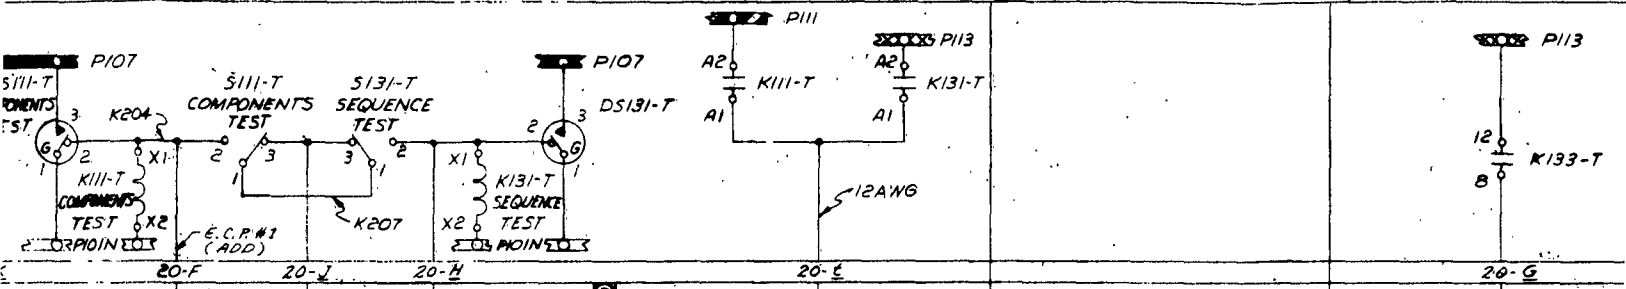 P111
P113
P113
P107
P107
S111-T
COMPONENTS
TEST
S131-T
SEQUENCE
TEST
S111-T
PONENTS
EST
K204
A2
K111-T
A2
K131-T
DS131-T
3
3
A1
A1
G
2
2
3
3
2
2
G
12
K133-T
1
X1
1
1
X1
1
8
K111-T
COMPONENTS
TEST
X2
K131-T
SEQUENCE
TEST
X2
12AWG
K207
E.C.P. #1
(ADD)
P101N
P101N
20-F
20-J
20-H
20-t
20-G